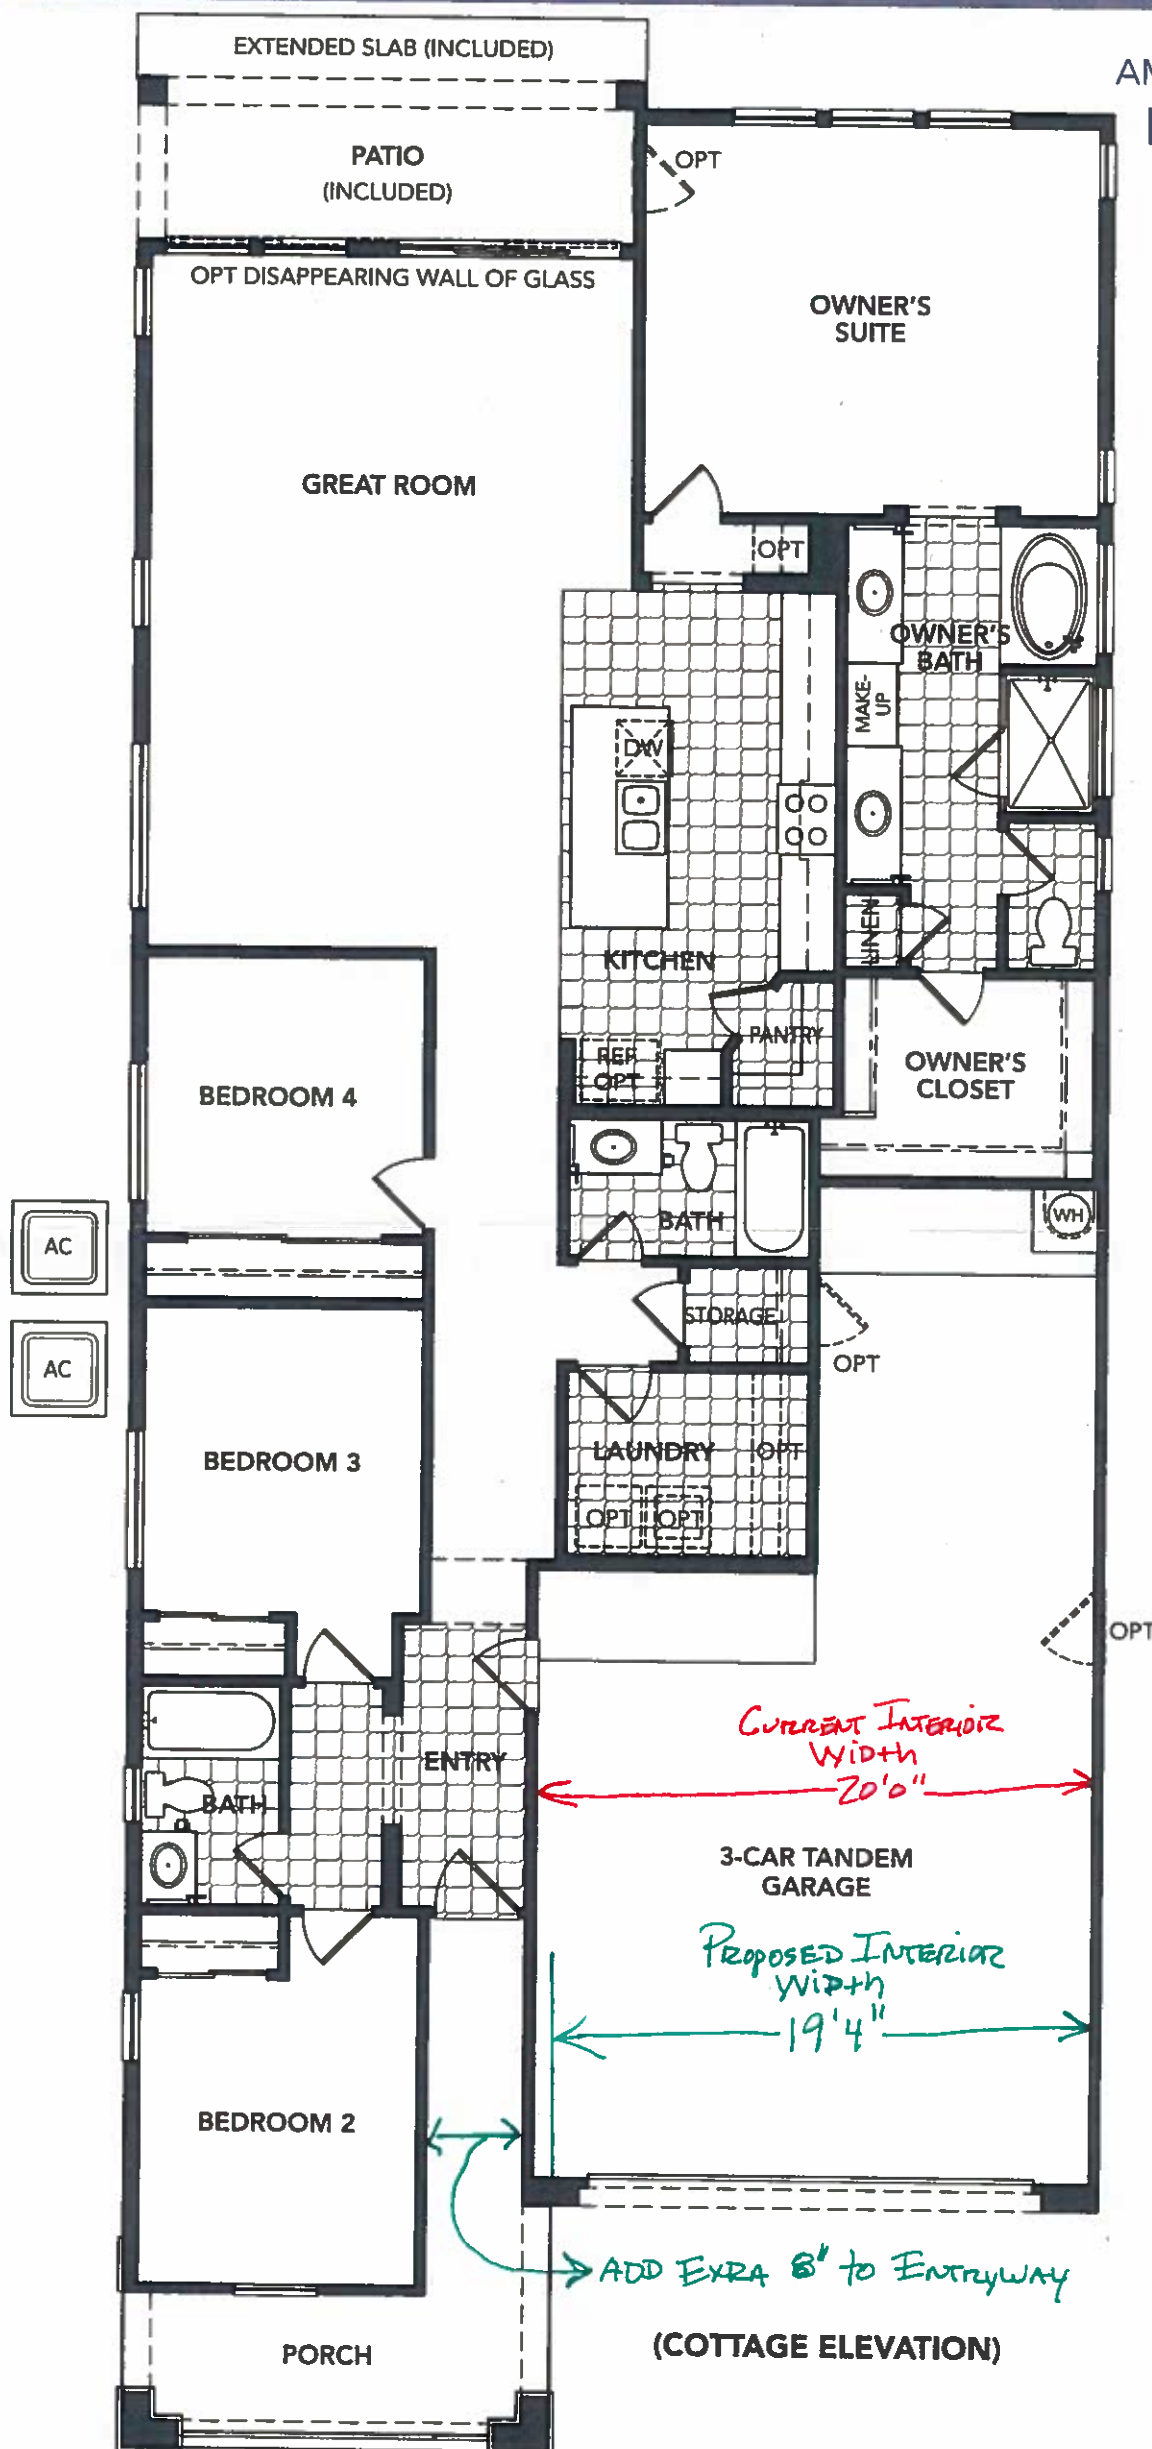 EXTENDED SLAB (INCLUDED)
AM
PATIO
(INCLUDED)
OPT
OPT DISAPPEARING WALL OF GLASS
OWNER'S
SUITE
GREAT ROOM
OPT
OWNER'S
BATH
MAKE-
UP
DW
LINEN
KITCHEN
PANTRY
REF
OPT
OWNER'S
CLOSET
BEDROOM 4
BATH
WH
AC
STORAGE
OPT
AC
BEDROOM 3
LAUNDRY
OPT
OPT
OPT
OPT
CURRENT INTERIOR
WIDTH
20'0"
ENTRY
BATH
3-CAR TANDEM
GARAGE
PROPOSED INTERIOR
WIDTH
19'4"
BEDROOM 2
ADD EXRA 8" to ENTRYWAY
(COTTAGE ELEVATION)
PORCH